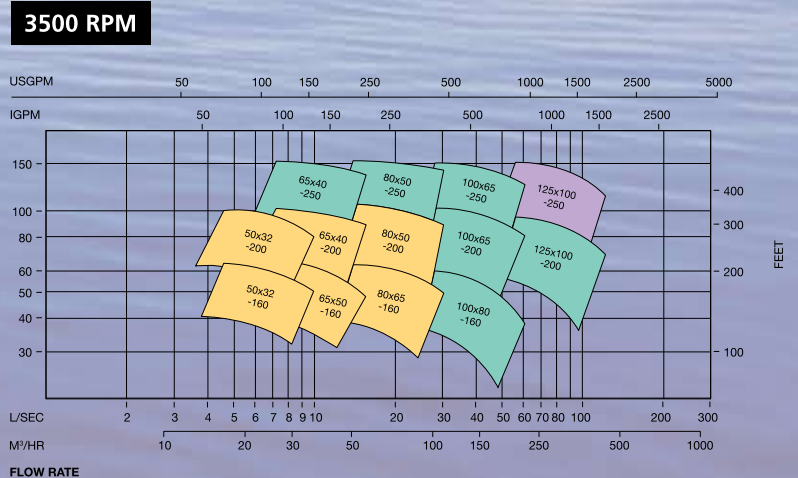 3500 RPM
USGPM 50 100 150 250 500 1000 1500 2500 5000
IGPM 50 100 150 250 500 1000 1500 2500
150
100
80
60
50
40
30
400
300
200
100
FEET
65x40
-250
80x50
-250
100x65
-250
125x100
-250
50x32
-200
65x40
-200
80x50
-200
100x65
-200
125x100
-200
50x32
-160
65x50
-160
80x65
-160
100x80
-160
L/SEC 2 3 4 5 6 7 8 9 10 20 30 40 50 60 70 80 100 200 300
M³/HR 10 20 30 50 100 150 250 500 1000
FLOW RATE